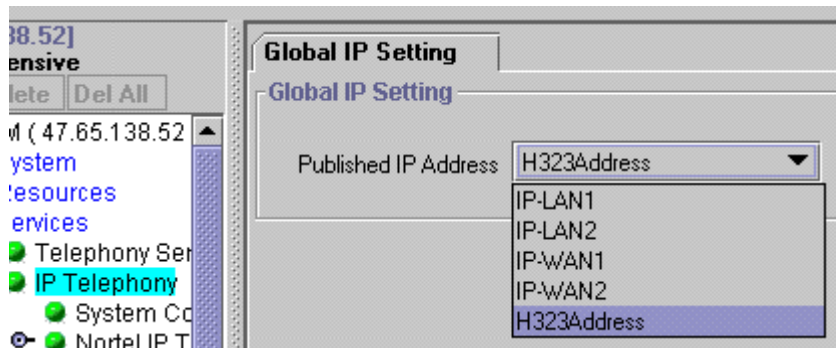 38.52]
ensive
lete Del All
M ( 47.65.138.52
ystem
esources
ervices
Telephony Ser
IP Telephony
System Co
Nortel IP T
Global IP Setting
Global IP Setting
Published IP Address H323Address
IP-LAN1
IP-LAN2
IP-WAN1
IP-WAN2
H323Address